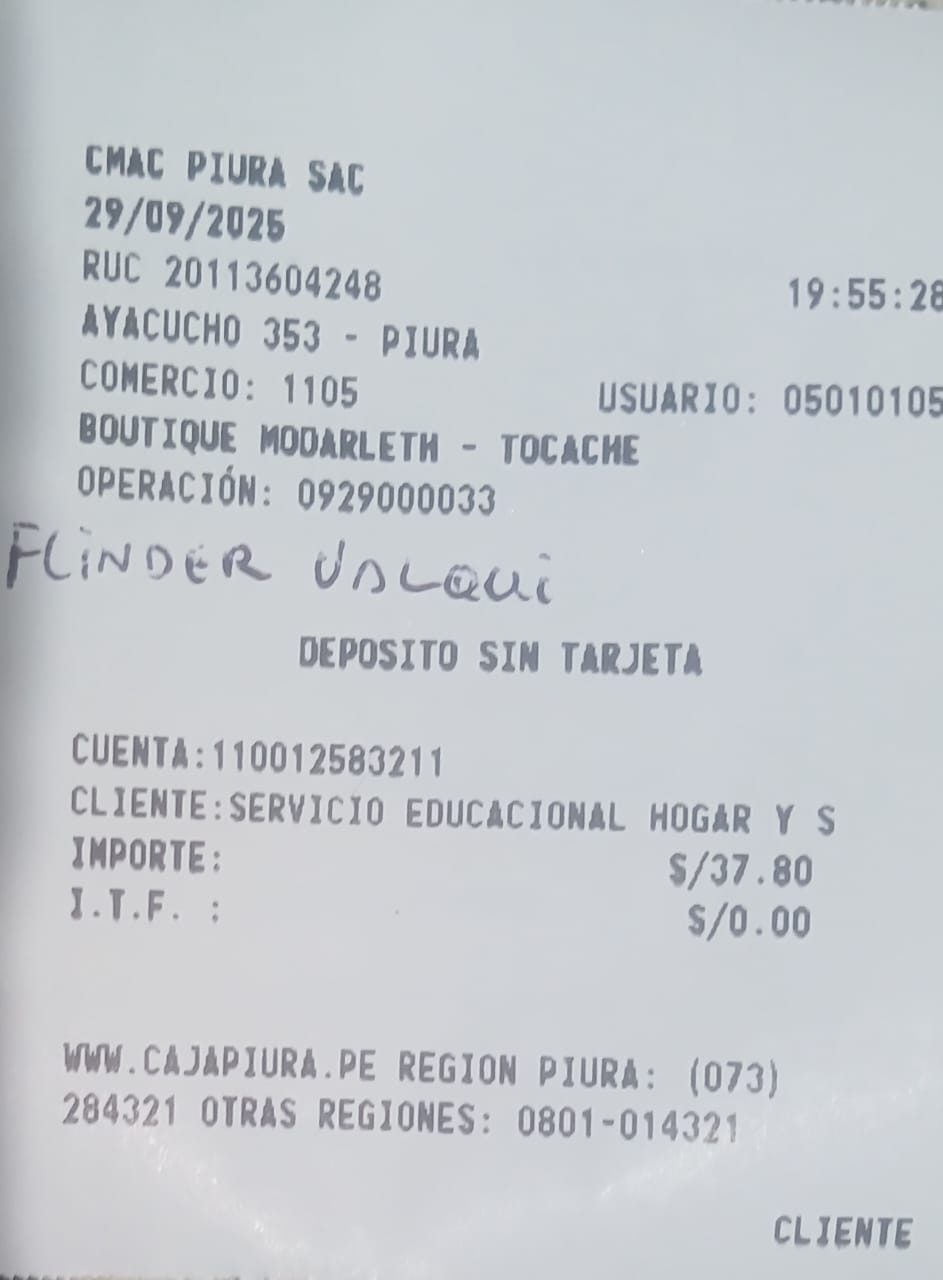 CMAC PIURA SAC
29/09/2025
RUC 20113604248 19:55:28
AYACUCHO 353 - PIURA
COMERCIO: 1105 USUARIO: 05010105
BOUTIQUE MODARLETH - TOCACHE
OPERACIÓN: 0929000033
FLINDER VALQUI
DEPOSITO SIN TARJETA
CUENTA:110012583211
CLIENTE:SERVICIO EDUCACIONAL HOGAR Y S
IMPORTE: S/37.80
I.T.F. : S/0.00
WWW.CAJAPIURA.PE REGION PIURA: (073)
284321 OTRAS REGIONES: 0801-014321
CLIENTE